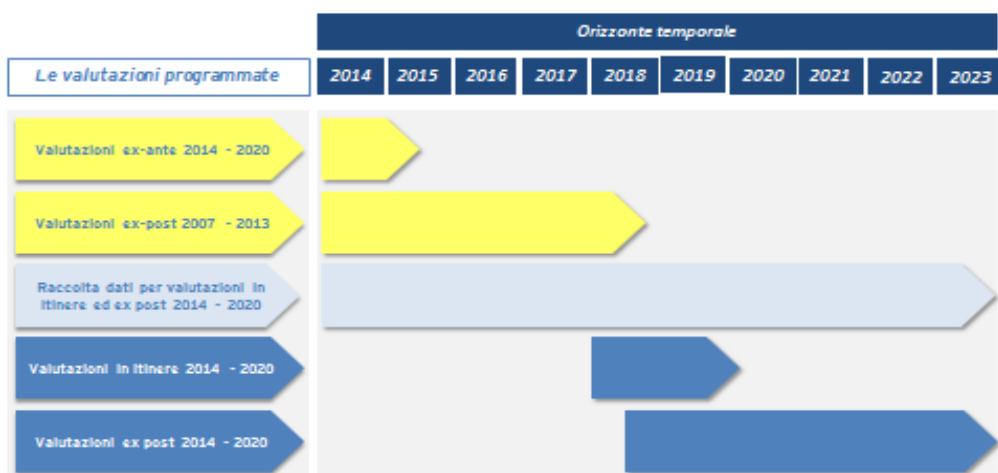 Orizzonte temporale
Le valutazioni programmate
2014 2015 2016 2017 2018 2019 2020 2021 2022 2023
Valutazioni ex-ante 2014 - 2020
Valutazioni ex-post 2007 - 2013
Raccolta dati per valutazioni in
itinere ed ex post 2014 - 2020
Valutazioni in itinere 2014 - 2020
Valutazioni ex post 2014 - 2020